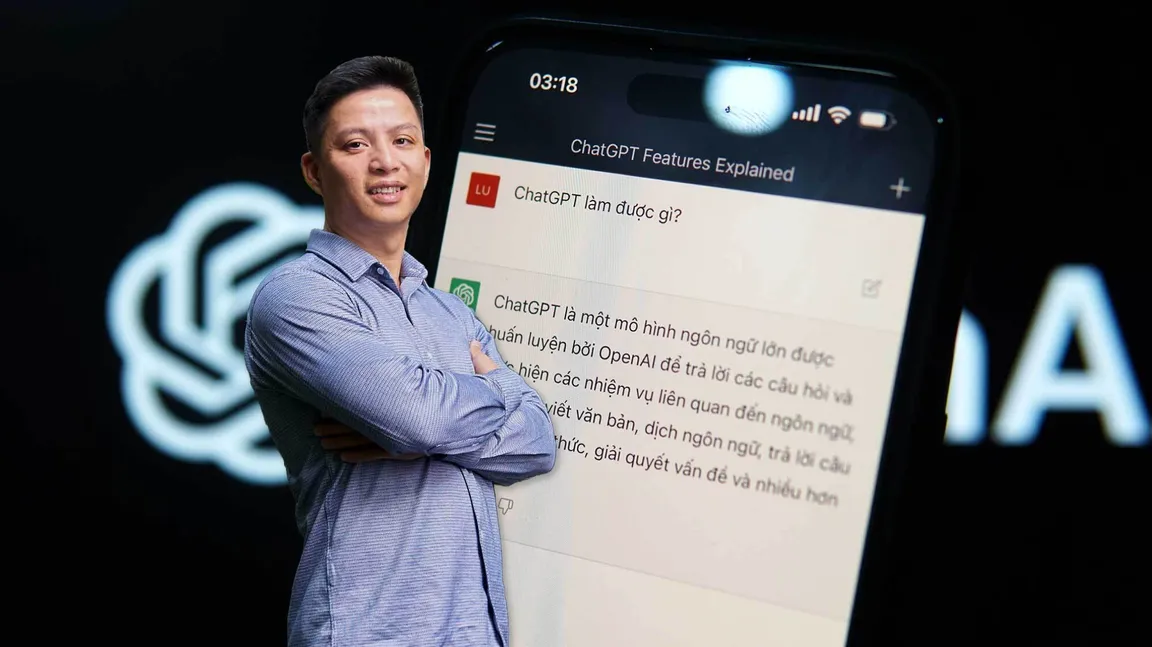 03:18
ChatGPT Features Explained
LU
ChatGPT làm được gì?
ChatGPT là một mô hình ngôn ngữ lớn được
luyện bởi OpenAI để trả lời các câu hỏi và
hiện các nhiệm vụ liên quan đến ngôn ngữ,
viết văn bản, dịch ngôn ngữ, trả lời câu
thức, giải quyết vấn đề và nhiều hơn
AI